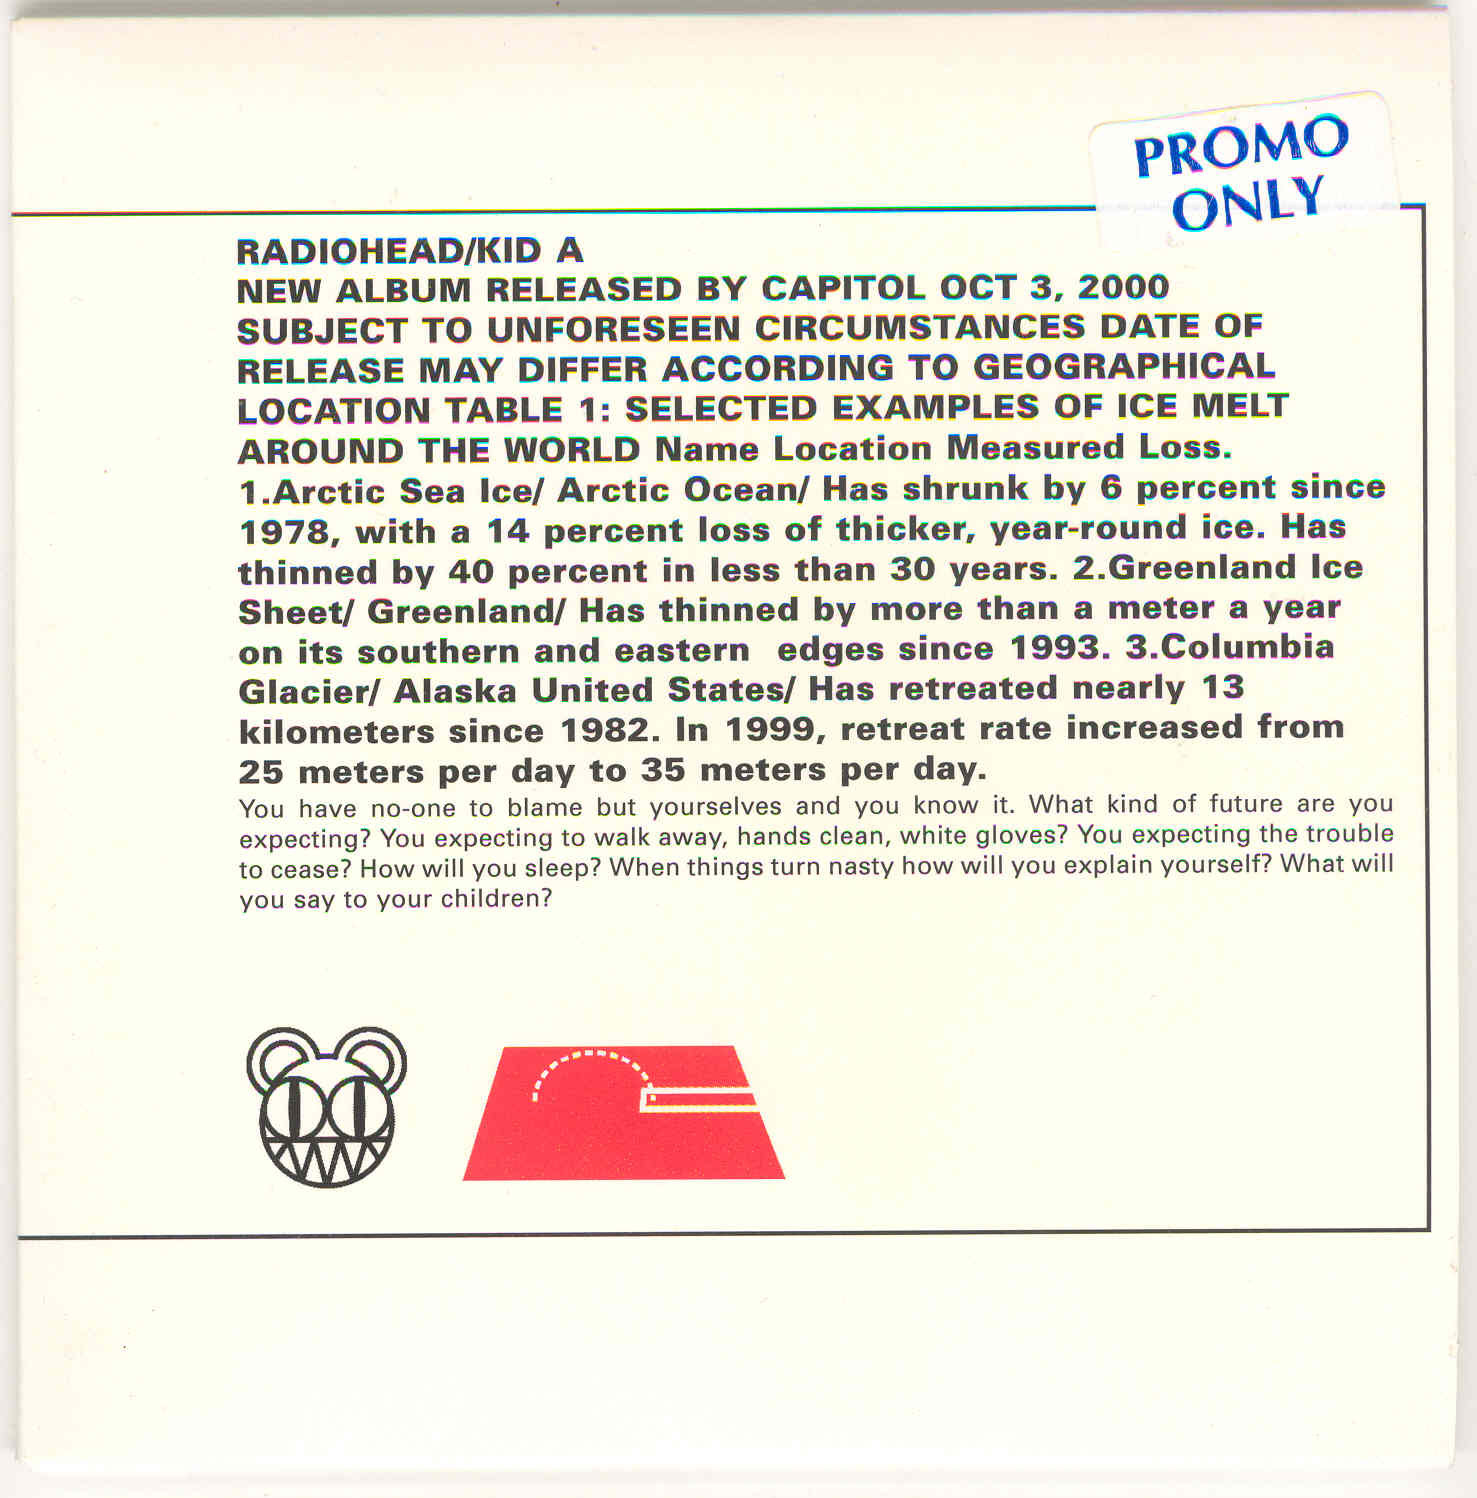 PROMO
ONLY
RADIOHEAD/KID A
NEW ALBUM RELEASED BY CAPITOL OCT 3, 2000
SUBJECT TO UNFORESEEN CIRCUMSTANCES DATE OF
RELEASE MAY DIFFER ACCORDING TO GEOGRAPHICAL
LOCATION TABLE 1: SELECTED EXAMPLES OF ICE MELT
AROUND THE WORLD Name Location Measured Loss.
1.Arctic Sea Ice/ Arctic Ocean/ Has shrunk by 6 percent since
1978, with a 14 percent loss of thicker, year-round ice. Has
thinned by 40 percent in less than 30 years. 2.Greenland Ice
Sheet/ Greenland/ Has thinned by more than a meter a year
on its southern and eastern  edges since 1993. 3.Columbia
Glacier/ Alaska United States/ Has retreated nearly 13
kilometers since 1982. In 1999, retreat rate increased from
25 meters per day to 35 meters per day.
You have no-one to blame but yourselves and you know it. What kind of future are you
expecting? You expecting to walk away, hands clean, white gloves? You expecting the trouble
to cease? How will you sleep? When things turn nasty how will you explain yourself? What will
you say to your children?